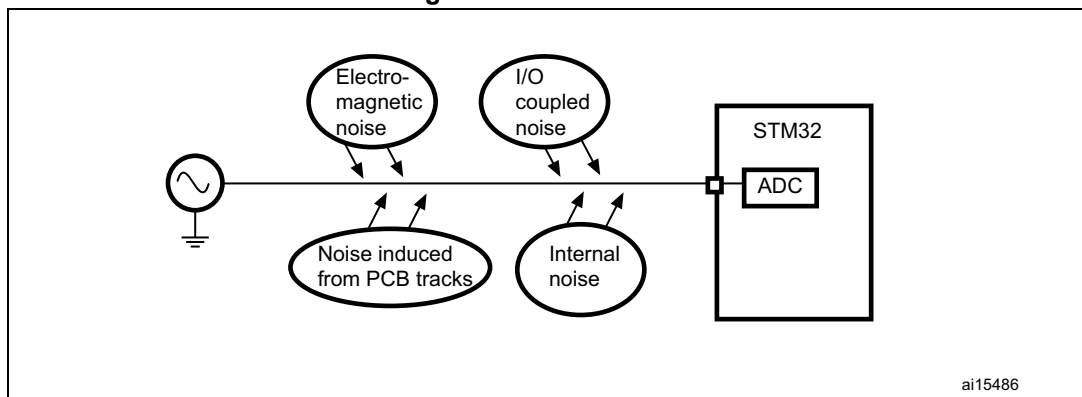 Electro-
magnetic
noise
I/O
coupled
noise
STM32
ADC
Noise induced
from PCB tracks
Internal
noise
ai15486